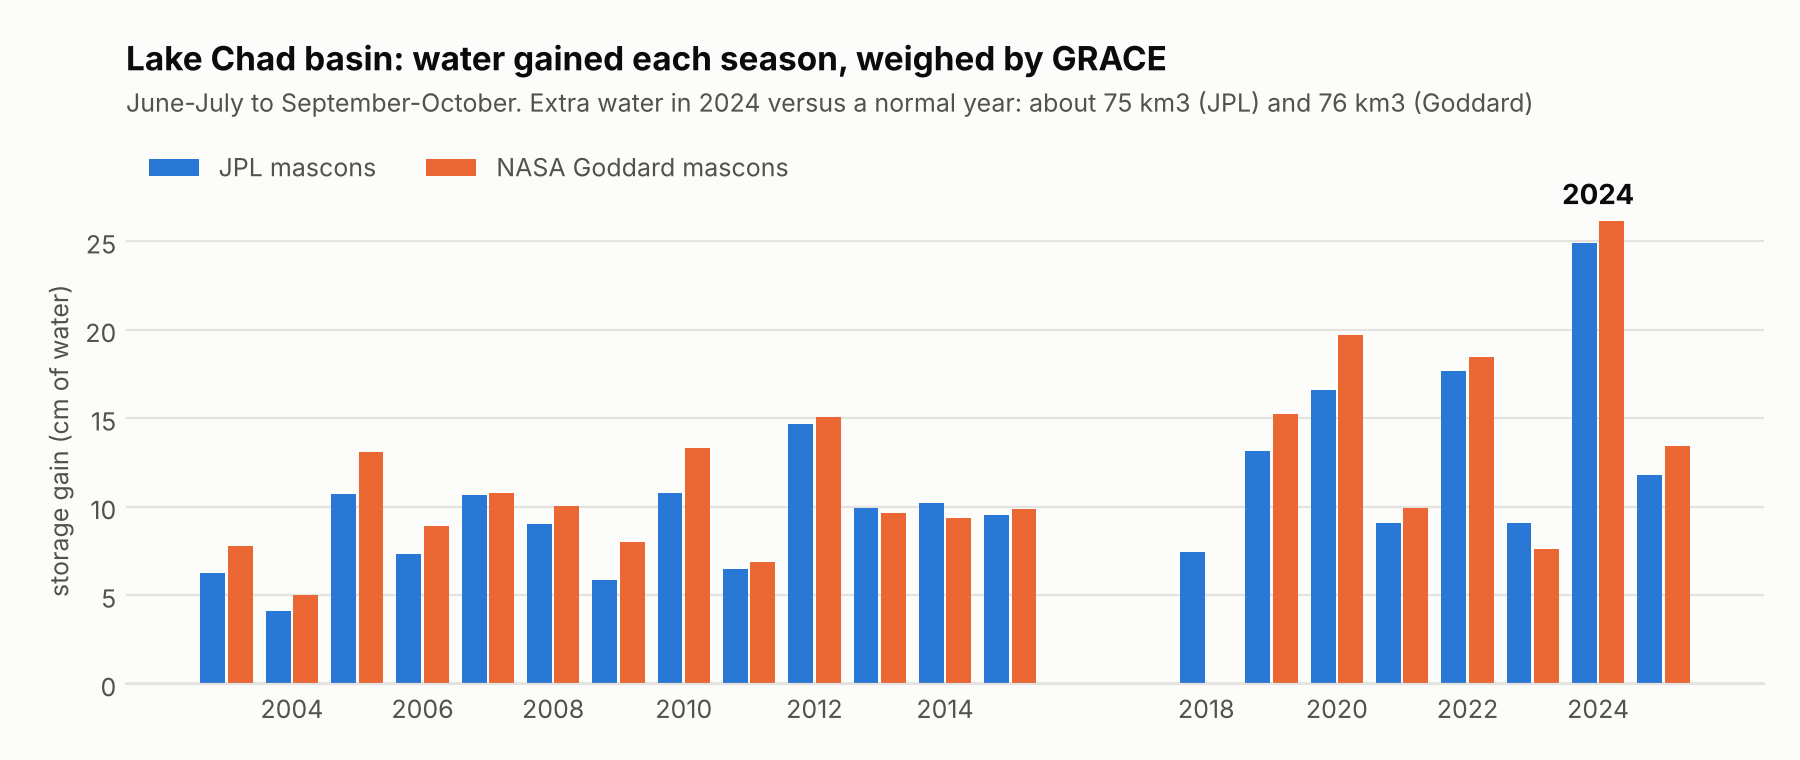 Lake Chad basin: water gained each season, weighed by GRACE
June-July to September-October. Extra water in 2024 versus a normal year: about 75 km3 (JPL) and 76 km3 (Goddard)
JPL mascons NASA Goddard mascons
2024
storage gain (cm of water)
25
20
15
10
5
0
2004 2006 2008 2010 2012 2014 2018 2020 2022 2024